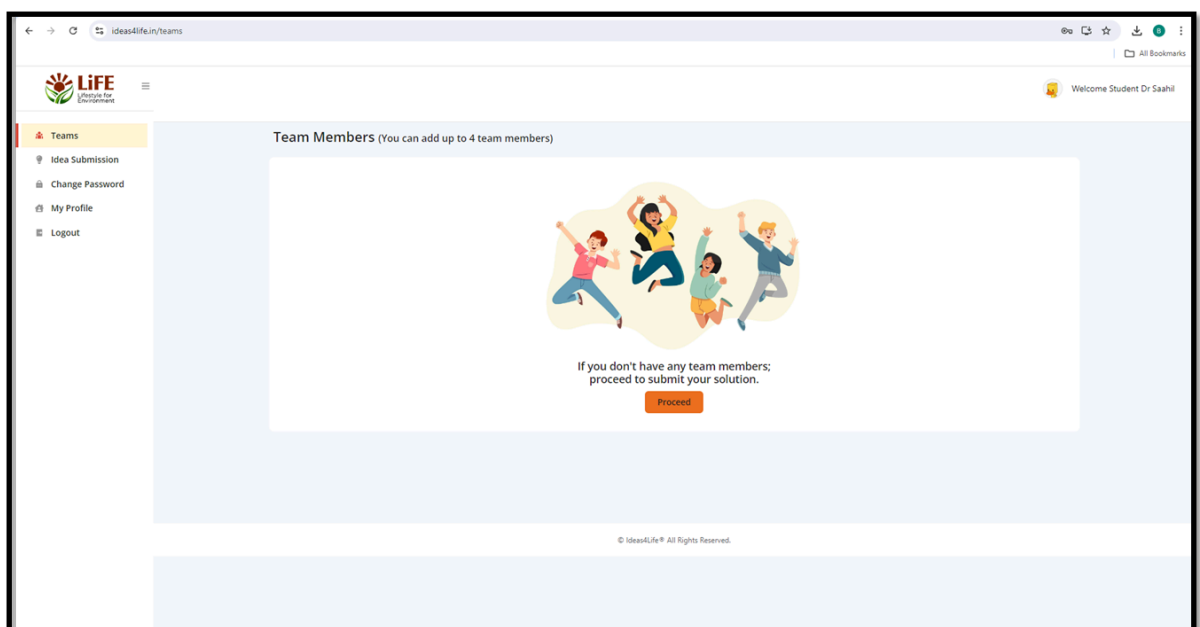 ideas4life.in/teams
B
All Bookmarks
LiFE
Lifestyle for
Environment
Welcome Student Dr Saahil
Teams
Idea Submission
Change Password
My Profile
Logout
Team Members (You can add up to 4 team members)
If you don't have any team members;
proceed to submit your solution.
Proceed
© Ideas4Life® All Rights Reserved.